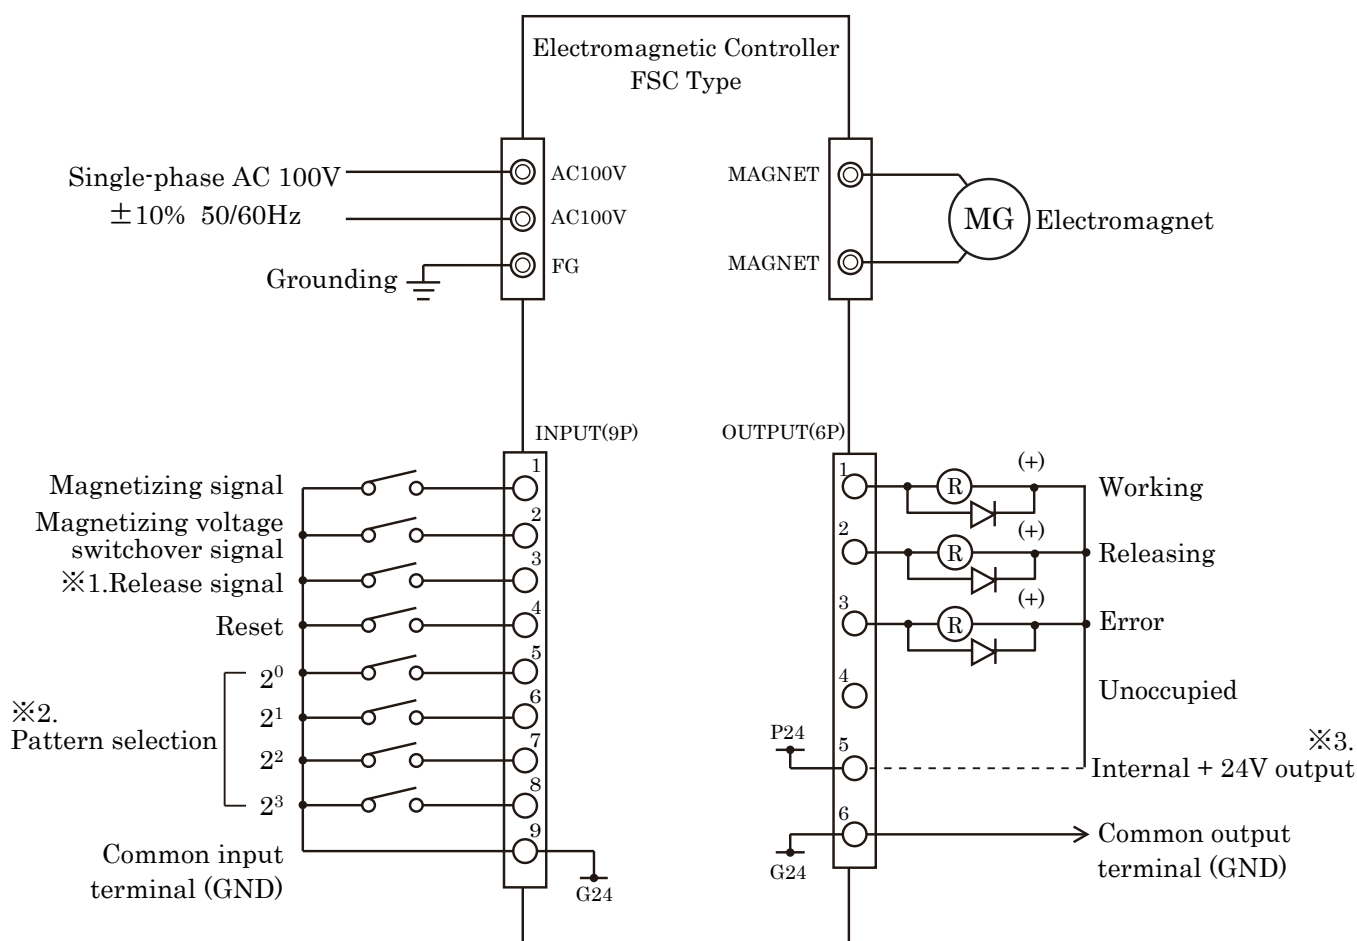 Electromagnetic Controller
FSC Type
Single-phase AC 100V
±10% 50/60Hz
Grounding
AC100V
AC100V
FG
MAGNET
MAGNET
MG
Electromagnet
INPUT(9P)
Magnetizing signal
1
Magnetizing voltage
switchover signal
2
※1.Release signal
3
Reset
4
※2.
Pattern selection
2⁰
5
2¹
6
2²
7
2³
8
Common input
terminal (GND)
9
G24
OUTPUT(6P)
1
R
(+)
Working
2
R
(+)
Releasing
3
R
(+)
Error
4
Unoccupied
P24
5
※3.
Internal + 24V output
6
G24
Common output
terminal (GND)